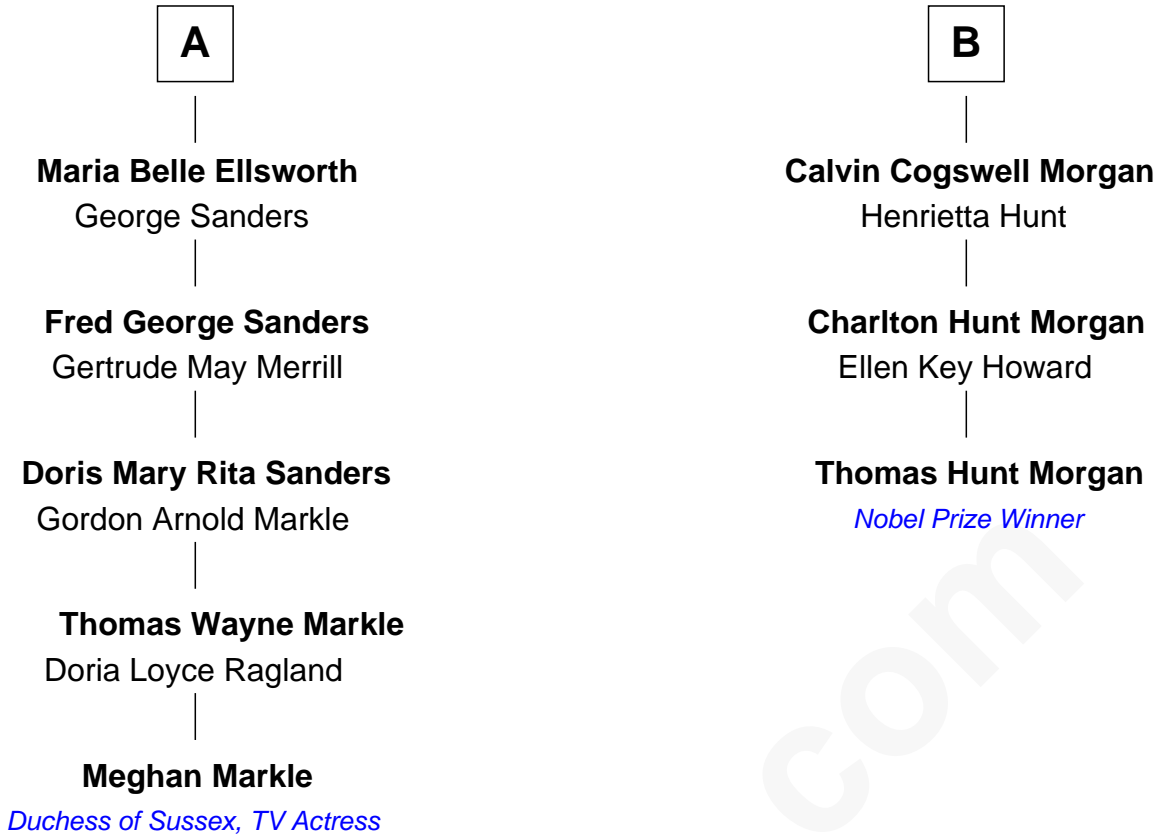 A
Maria Belle Ellsworth
George Sanders
Fred George Sanders
Gertrude May Merrill
Doris Mary Rita Sanders
Gordon Arnold Markle
Thomas Wayne Markle
Doria Loyce Ragland
Meghan Markle
Duchess of Sussex, TV Actress
B
Calvin Cogswell Morgan
Henrietta Hunt
Charlton Hunt Morgan
Ellen Key Howard
Thomas Hunt Morgan
Nobel Prize Winner
com